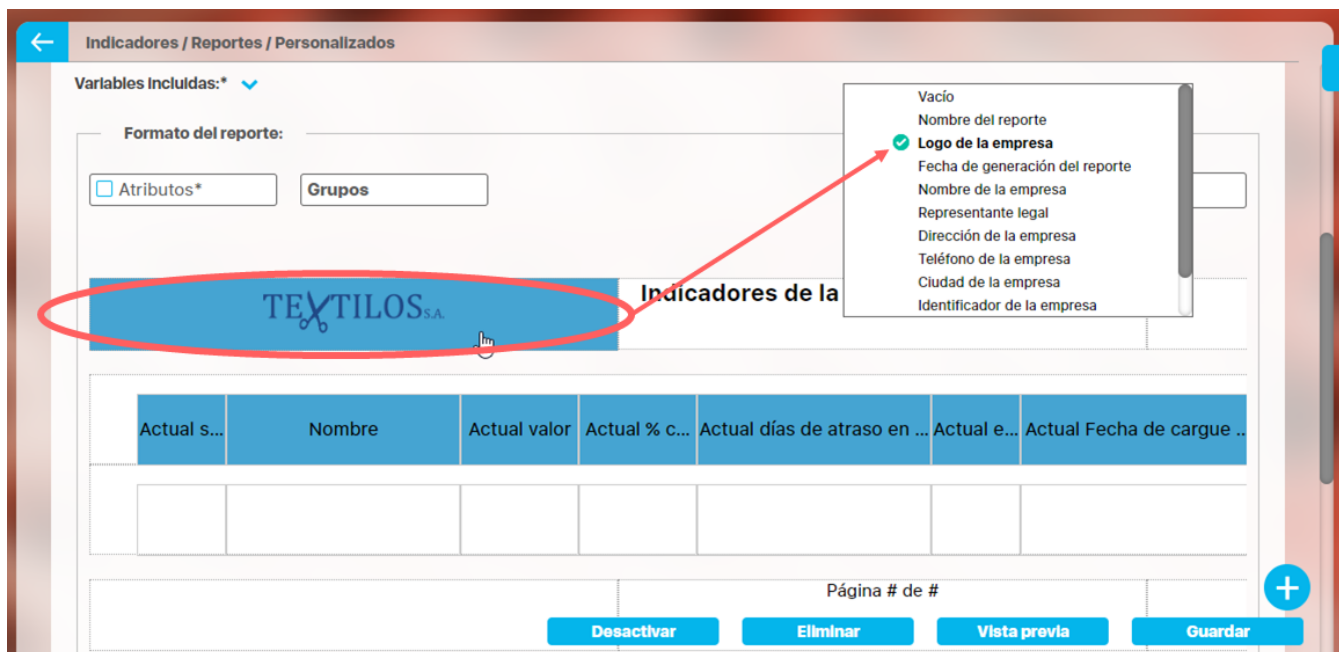 Indicadores / Reportes / Personalizados
Variables incluidas:*
Formato del reporte:
Atributos*
Grupos
Vacío
Nombre del reporte
Logo de la empresa
Fecha de generación del reporte
Nombre de la empresa
Representante legal
Dirección de la empresa
Teléfono de la empresa
Ciudad de la empresa
Identificador de la empresa
TEXTILOS S.A.
Indicadores de la
Actual s... Nombre Actual valor Actual % c... Actual días de atraso en ... Actual e... Actual Fecha de cargue ..
Página # de #
Desactivar Eliminar Vista previa Guardar